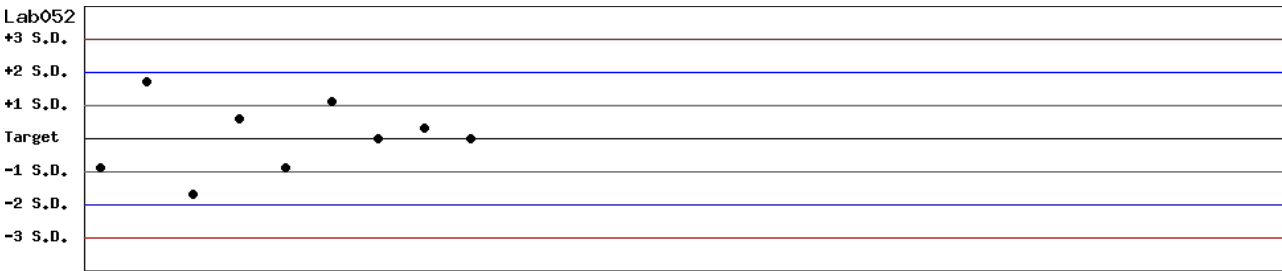 Lab052
+3 S.D.
+2 S.D.
+1 S.D.
Target
-1 S.D.
-2 S.D.
-3 S.D.